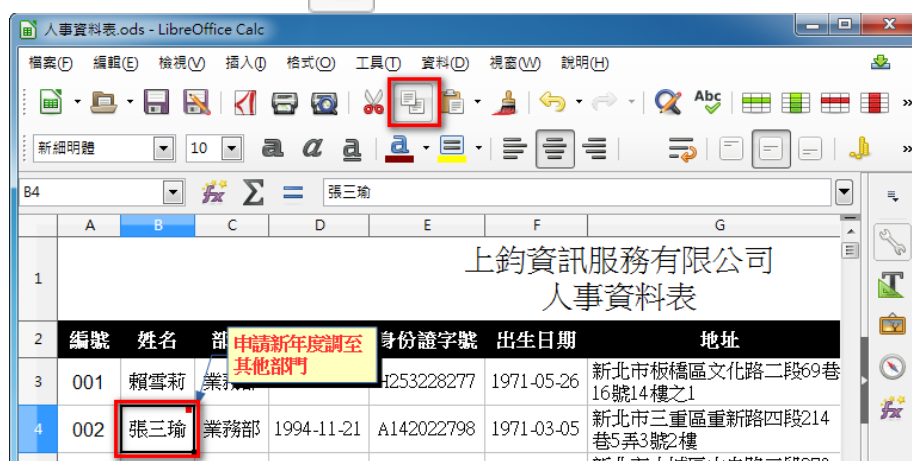 人事資料表.ods - LibreOffice Calc
檔案(F) 編輯(E) 檢視(V) 插入(I) 格式(O) 工具(T) 資料(D) 視窗(W) 說明(H)
Abc
新細明體 10 a a a a
B4 張三瑜
A B C D E F G
1 上鈞資訊服務有限公司
人事資料表
2 編號 姓名 身份證字號 出生日期 地址
申請新年度調至
其他部門
3 001 賴雪莉 H253228277 1971-05-26 新北市板橋區文化路二段69巷
16號14樓之1
4 002 張三瑜 業務部 1994-11-21 A142022798 1971-03-05 新北市三重區重新路四段214
巷5弄3號2樓